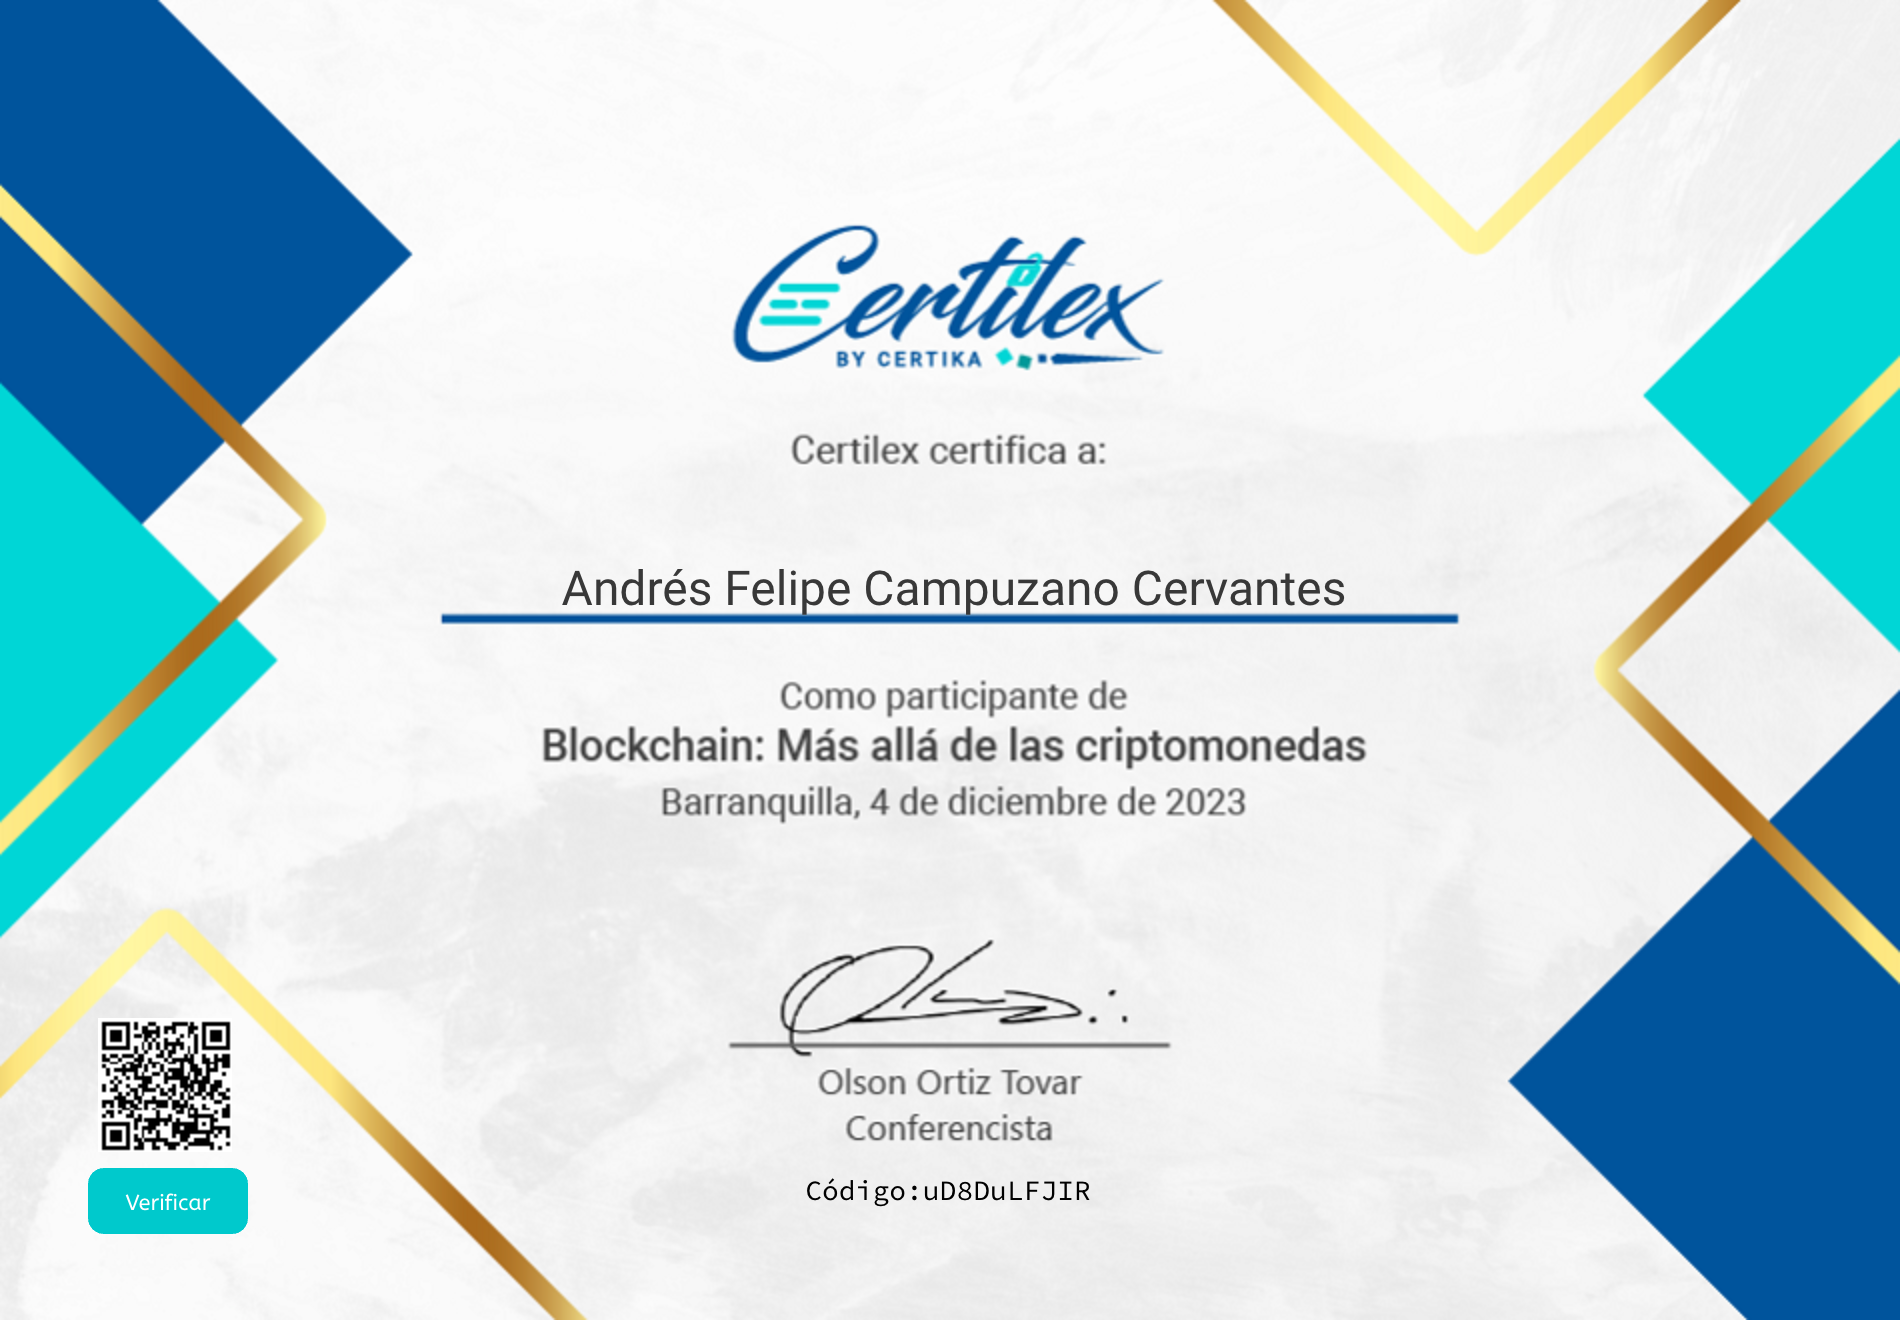 Certilex
BY CERTIKA
Certilex certifica a:
Andrés Felipe Campuzano Cervantes
Como participante de
Blockchain: Más allá de las criptomonedas
Barranquilla, 4 de diciembre de 2023
Olson Ortiz Tovar
Conferencista
Código:uD8DuLFJIR
Verificar